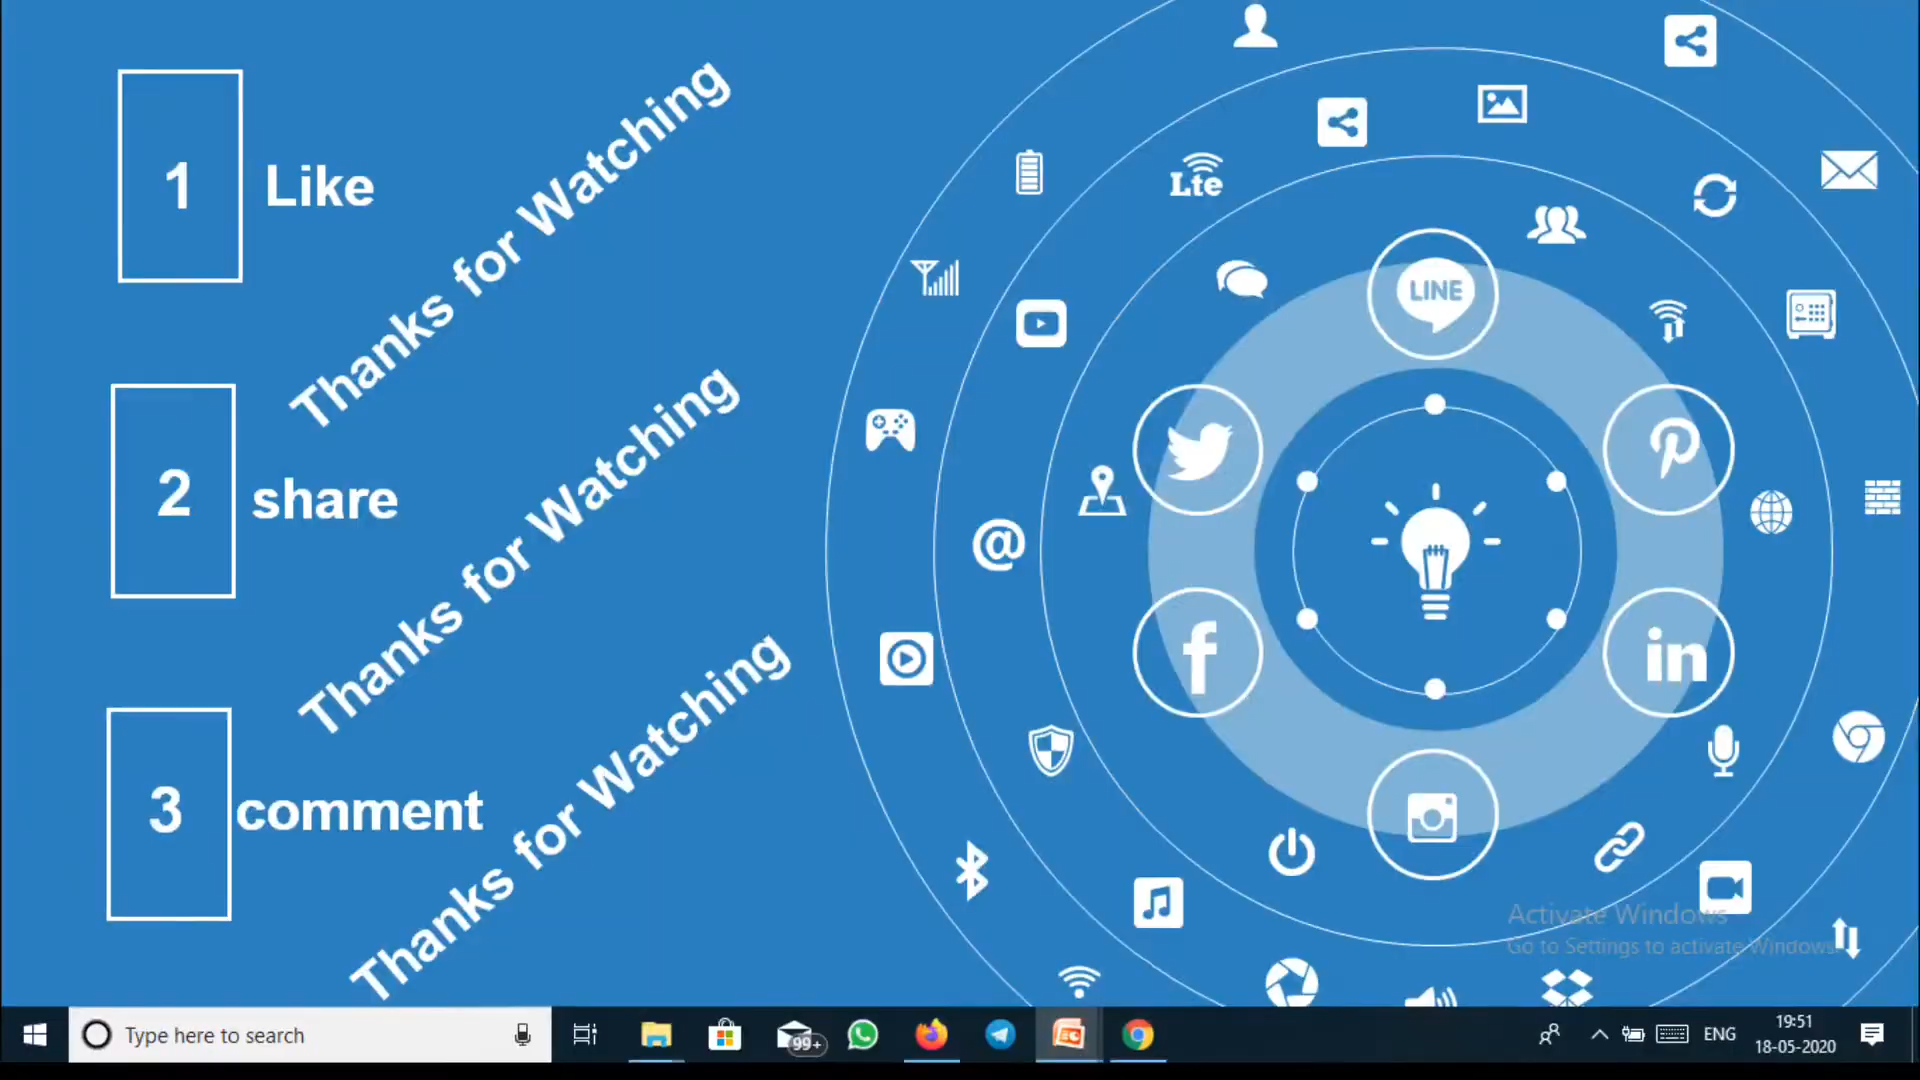 1
Like
Thanks for Watching
2
share
Thanks for Watching
3
comment
Thanks for Watching
Lte
LINE
@
f
in
Activate Windows
Go to Settings to activate Windows.
Type here to search
99+
ENG
19:51
18-05-2020